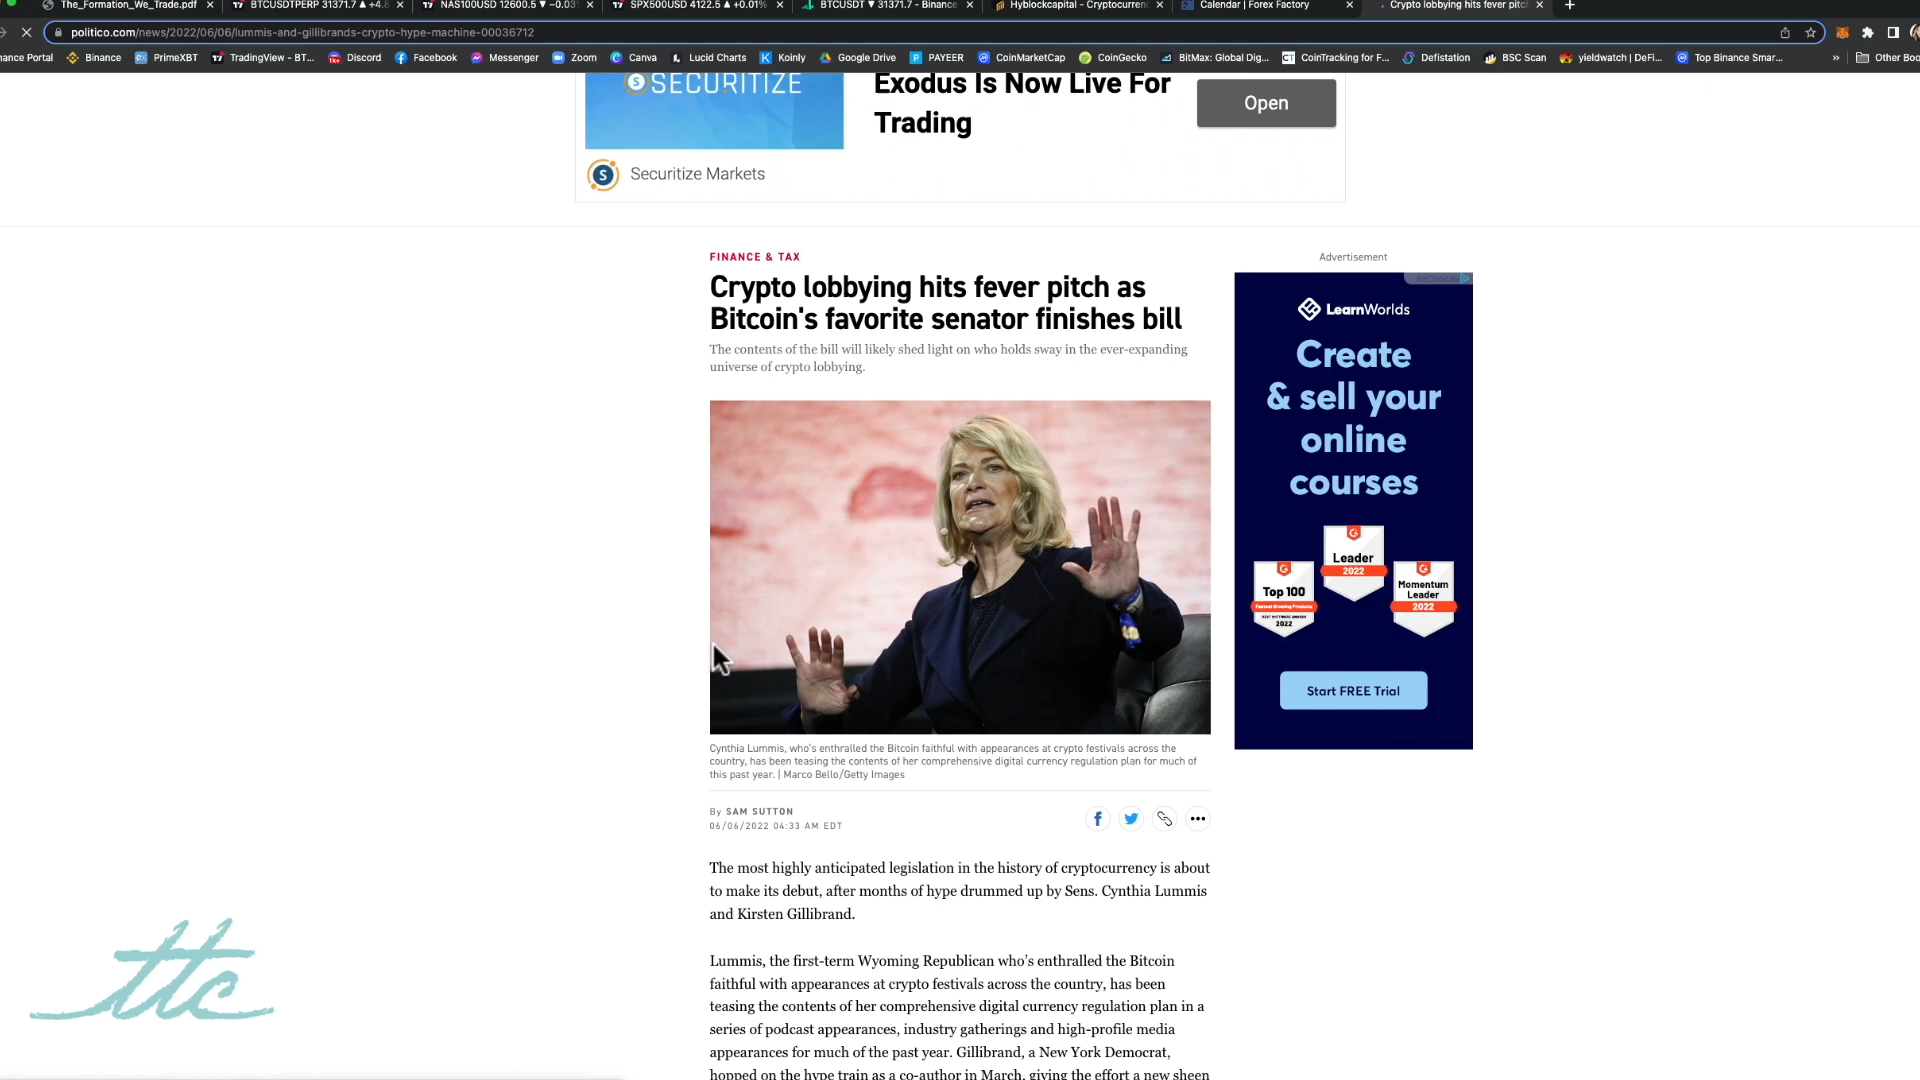 The_Formation_We_Trade.pdf
BTCUSDTPERP 31371.7 ▲ +4.8
NAS100USD 12600.5 ▼ −0.03
SPX500USD 4122.5 ▲ +0.01%
BTCUSDT ▼ 31371.7 - Binance
Hyblockcapital - Cryptocurren
Calendar | Forex Factory
Crypto lobbying hits fever pitc
politico.com/news/2022/06/06/lummis-and-gillibrands-crypto-hype-machine-00036712
nance Portal
Binance
PrimeXBT
TradingView - BT...
Discord
Facebook
Messenger
Zoom
Canva
Lucid Charts
Koinly
Google Drive
PAYEER
CoinMarketCap
CoinGecko
BitMax: Global Dig...
CoinTracking for F...
Defistation
BSC Scan
yieldwatch | DeFi...
Top Binance Smar...
»
Other Boo
SECURITIZE
Exodus Is Now Live For
Trading
Open
Securitize Markets
FINANCE & TAX
Crypto lobbying hits fever pitch as
Bitcoin's favorite senator finishes bill
The contents of the bill will likely shed light on who holds sway in the ever-expanding
universe of crypto lobbying.
Cynthia Lummis, who's enthralled the Bitcoin faithful with appearances at crypto festivals across the
country, has been teasing the contents of her comprehensive digital currency regulation plan for much of
this past year. | Marco Bello/Getty Images
By SAM SUTTON
06/06/2022 04:33 AM EDT
The most highly anticipated legislation in the history of cryptocurrency is about
to make its debut, after months of hype drummed up by Sens. Cynthia Lummis
and Kirsten Gillibrand.
Lummis, the first-term Wyoming Republican who's enthralled the Bitcoin
faithful with appearances at crypto festivals across the country, has been
teasing the contents of her comprehensive digital currency regulation plan in a
series of podcast appearances, industry gatherings and high-profile media
appearances for much of the past year. Gillibrand, a New York Democrat,
hopped on the hype train as a co-author in March, giving the effort a new sheen
Advertisement
AdChoices
LearnWorlds
Create
& sell your
online
courses
Leader
2022
Top 100
Fastest Growing Products
2022
Momentum
Leader
2022
Start FREE Trial
ttc